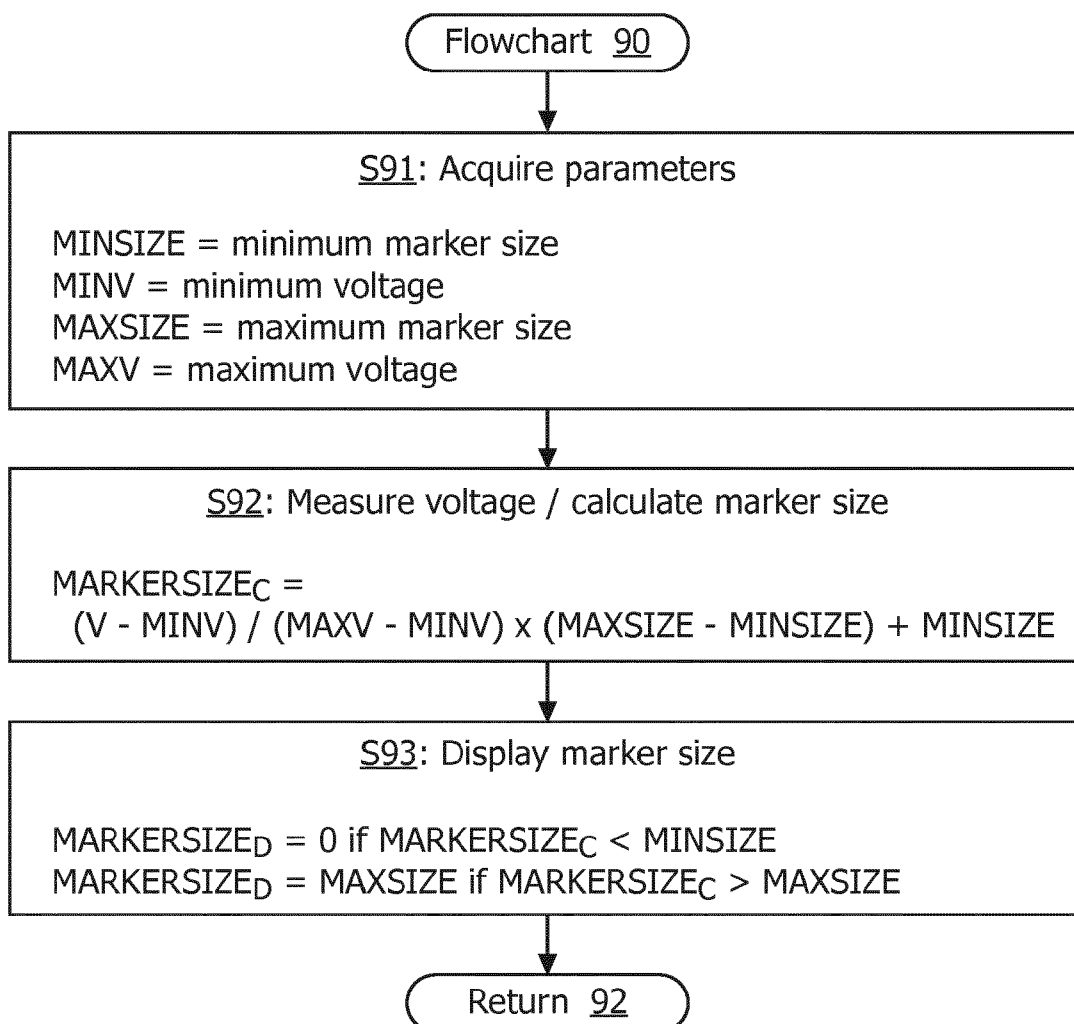 Flowchart 90
S91: Acquire parameters
MINSIZE = minimum marker size
MINV = minimum voltage
MAXSIZE = maximum marker size
MAXV = maximum voltage
S92: Measure voltage / calculate marker size
MARKERSIZEC =
(V - MINV) / (MAXV - MINV) x (MAXSIZE - MINSIZE) + MINSIZE
S93: Display marker size
MARKERSIZED = 0 if MARKERSIZEC < MINSIZE
MARKERSIZED = MAXSIZE if MARKERSIZEC > MAXSIZE
Return 92